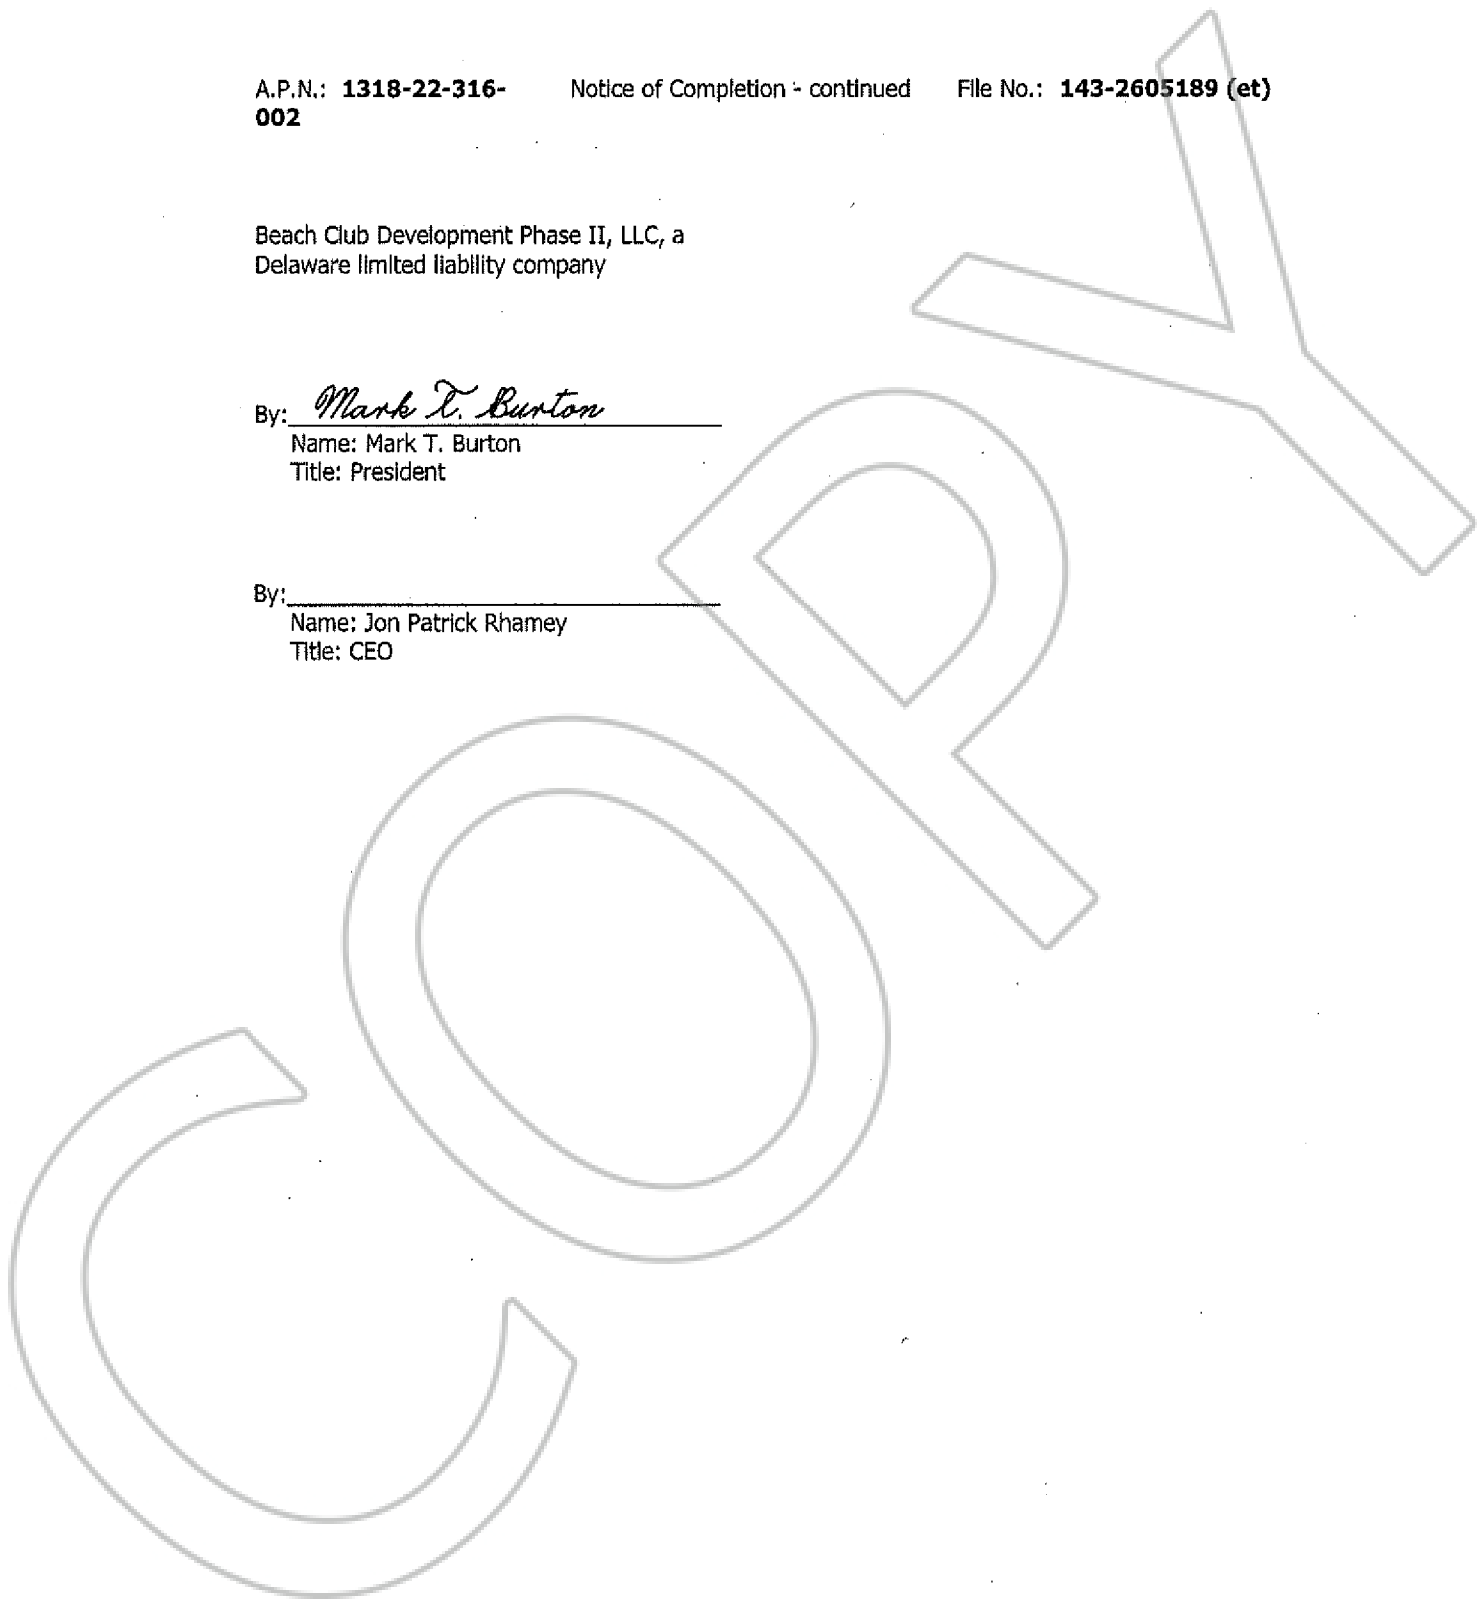 A.P.N.: 1318-22-316-002 Notice of Completion - continued File No.: 143-2605189 (et)
Beach Club Development Phase II, LLC, a
Delaware limited liability company
By: Mark T. Burton
Name: Mark T. Burton
Title: President
By:
Name: Jon Patrick Rhamey
Title: CEO
COPY